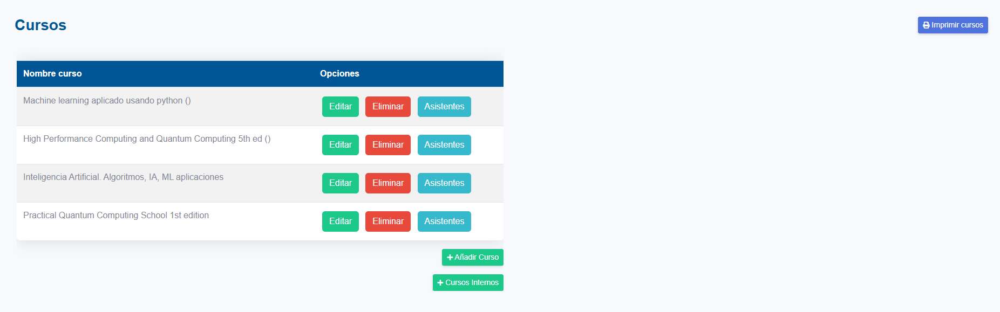 Cursos
Imprimir cursos
Nombre curso Opciones
Machine learning aplicado usando python () Editar Eliminar Asistentes
High Performance Computing and Quantum Computing 5th ed () Editar Eliminar Asistentes
Inteligencia Artificial. Algoritmos, IA, ML aplicaciones Editar Eliminar Asistentes
Practical Quantum Computing School 1st edition Editar Eliminar Asistentes
+ Añadir Curso
+ Cursos Internos